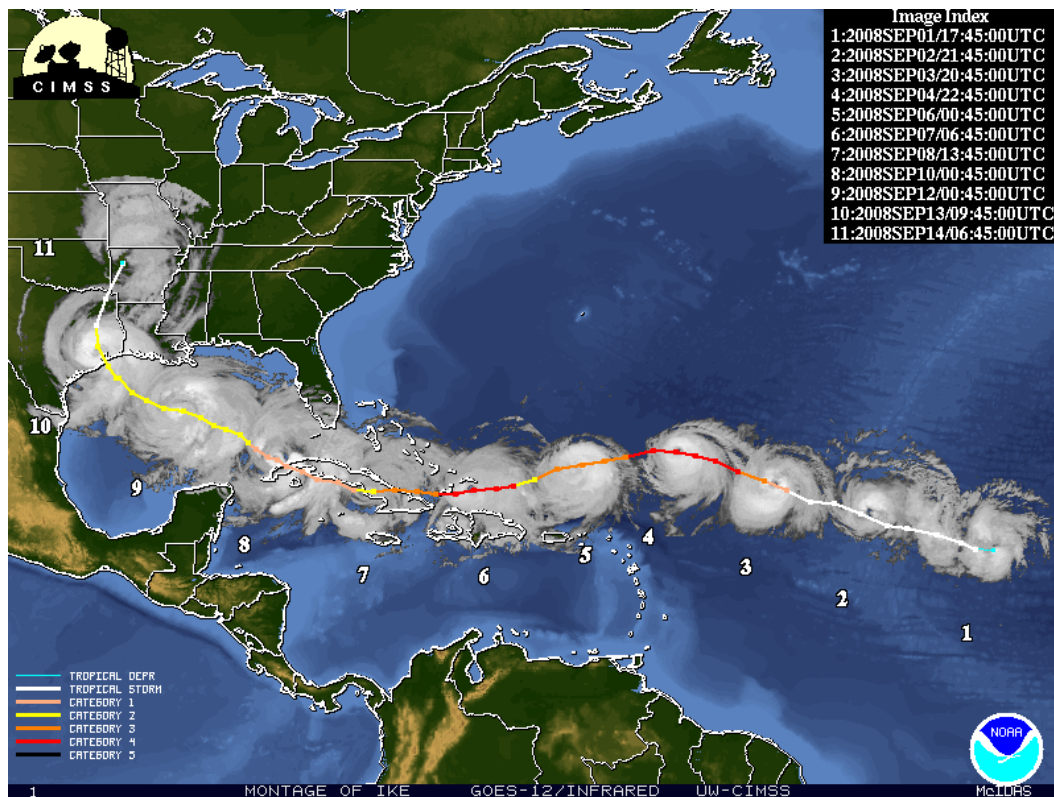 CIMSS
Image Index
1:2008SEP01/17:45:00UTC
2:2008SEP02/21:45:00UTC
3:2008SEP03/20:45:00UTC
4:2008SEP04/22:45:00UTC
5:2008SEP06/00:45:00UTC
6:2008SEP07/06:45:00UTC
7:2008SEP08/13:45:00UTC
8:2008SEP10/00:45:00UTC
9:2008SEP12/00:45:00UTC
10:2008SEP13/09:45:00UTC
11:2008SEP14/06:45:00UTC
11
10
9
8
7
6
5
4
3
2
1
TROPICAL DEPR
TROPICAL STORM
CATEGORY 1
CATEGORY 2
CATEGORY 3
CATEGORY 4
CATEGORY 5
NOAA
1 MONTAGE OF IKE GOES-12/INFRARED UW-CIMSS McIDAS